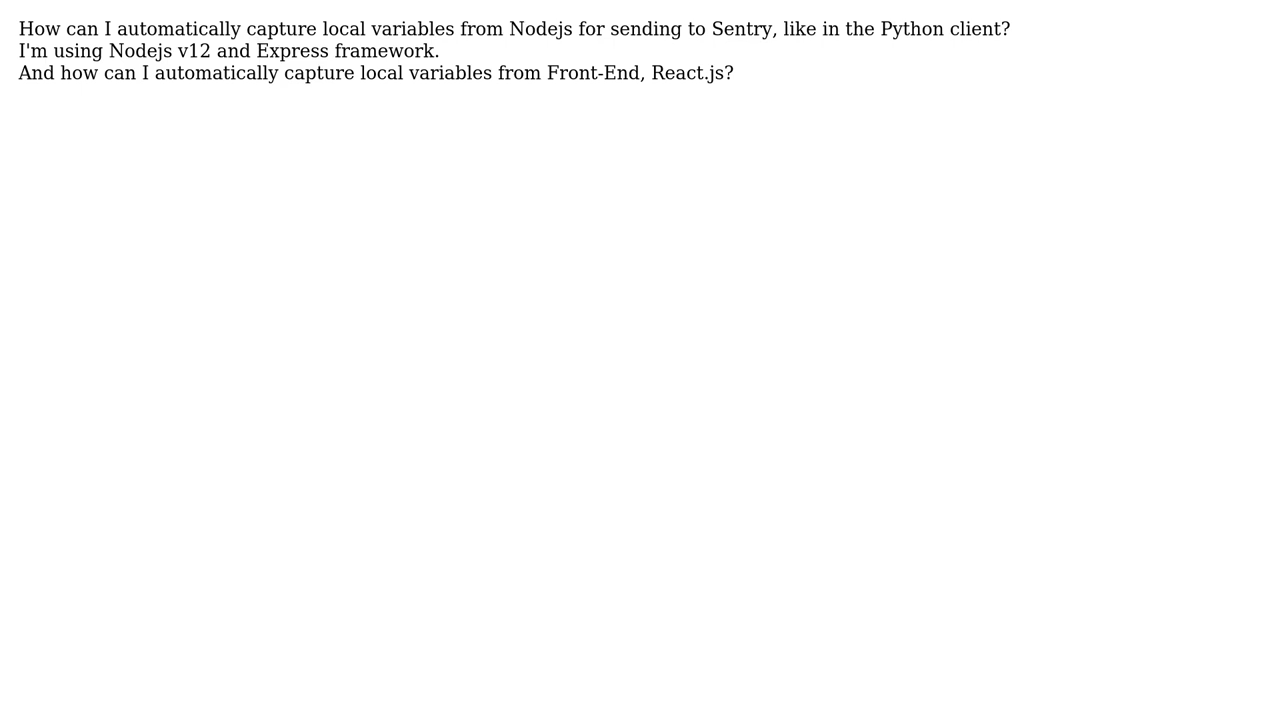 How can I automatically capture local variables from Nodejs for sending to Sentry, like in the Python client?
I'm using Nodejs v12 and Express framework.
And how can I automatically capture local variables from Front-End, React.js?